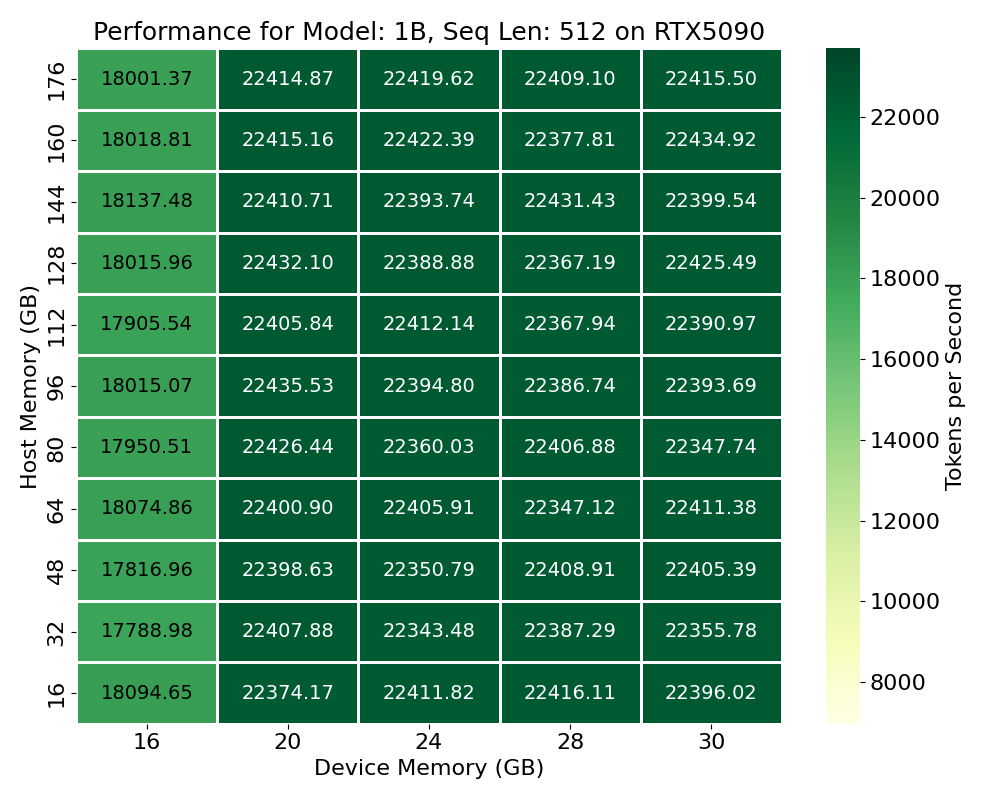 Performance for Model: 1B, Seq Len: 512 on RTX5090
176 18001.37 22414.87 22419.62 22409.10 22415.50
160 18018.81 22415.16 22422.39 22377.81 22434.92
144 18137.48 22410.71 22393.74 22431.43 22399.54
128 18015.96 22432.10 22388.88 22367.19 22425.49
112 17905.54 22405.84 22412.14 22367.94 22390.97
96 18015.07 22435.53 22394.80 22386.74 22393.69
80 17950.51 22426.44 22360.03 22406.88 22347.74
64 18074.86 22400.90 22405.91 22347.12 22411.38
48 17816.96 22398.63 22350.79 22408.91 22405.39
32 17788.98 22407.88 22343.48 22387.29 22355.78
16 18094.65 22374.17 22411.82 22416.11 22396.02
16 20 24 28 30
Device Memory (GB)
Host Memory (GB)
22000
20000
18000
16000
14000
12000
10000
8000
Tokens per Second